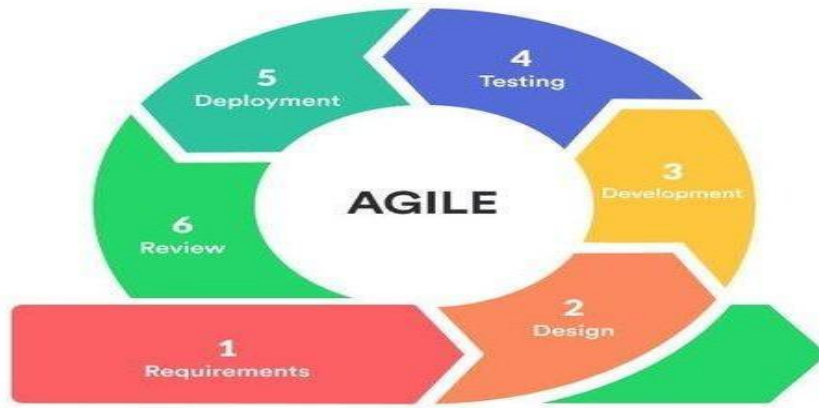 AGILE
1
Requirements
2
Design
3
Development
4
Testing
5
Deployment
6
Review